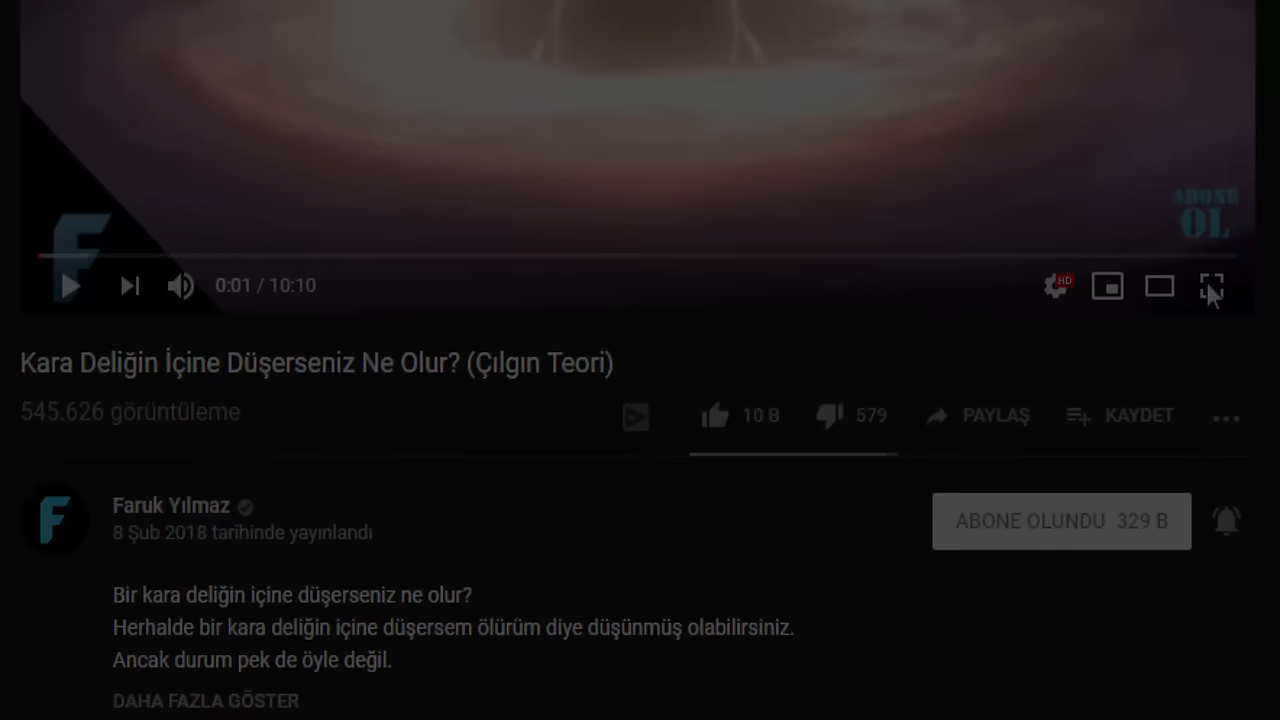 ABONE
OL
0:01 / 10:10
HD
Kara Deliğin İçine Düşerseniz Ne Olur? (Çılgın Teori)
545.626 görüntüleme
10 B 579 PAYLAŞ KAYDET
Faruk Yılmaz
8 Şub 2018 tarihinde yayınlandı
ABONE OLUNDU 329 B
Bir kara deliğin içine düşerseniz ne olur?
Herhalde bir kara deliğin içine düşersem ölürüm diye düşünmüş olabilirsiniz.
Ancak durum pek de öyle değil.
DAHA FAZLA GÖSTER